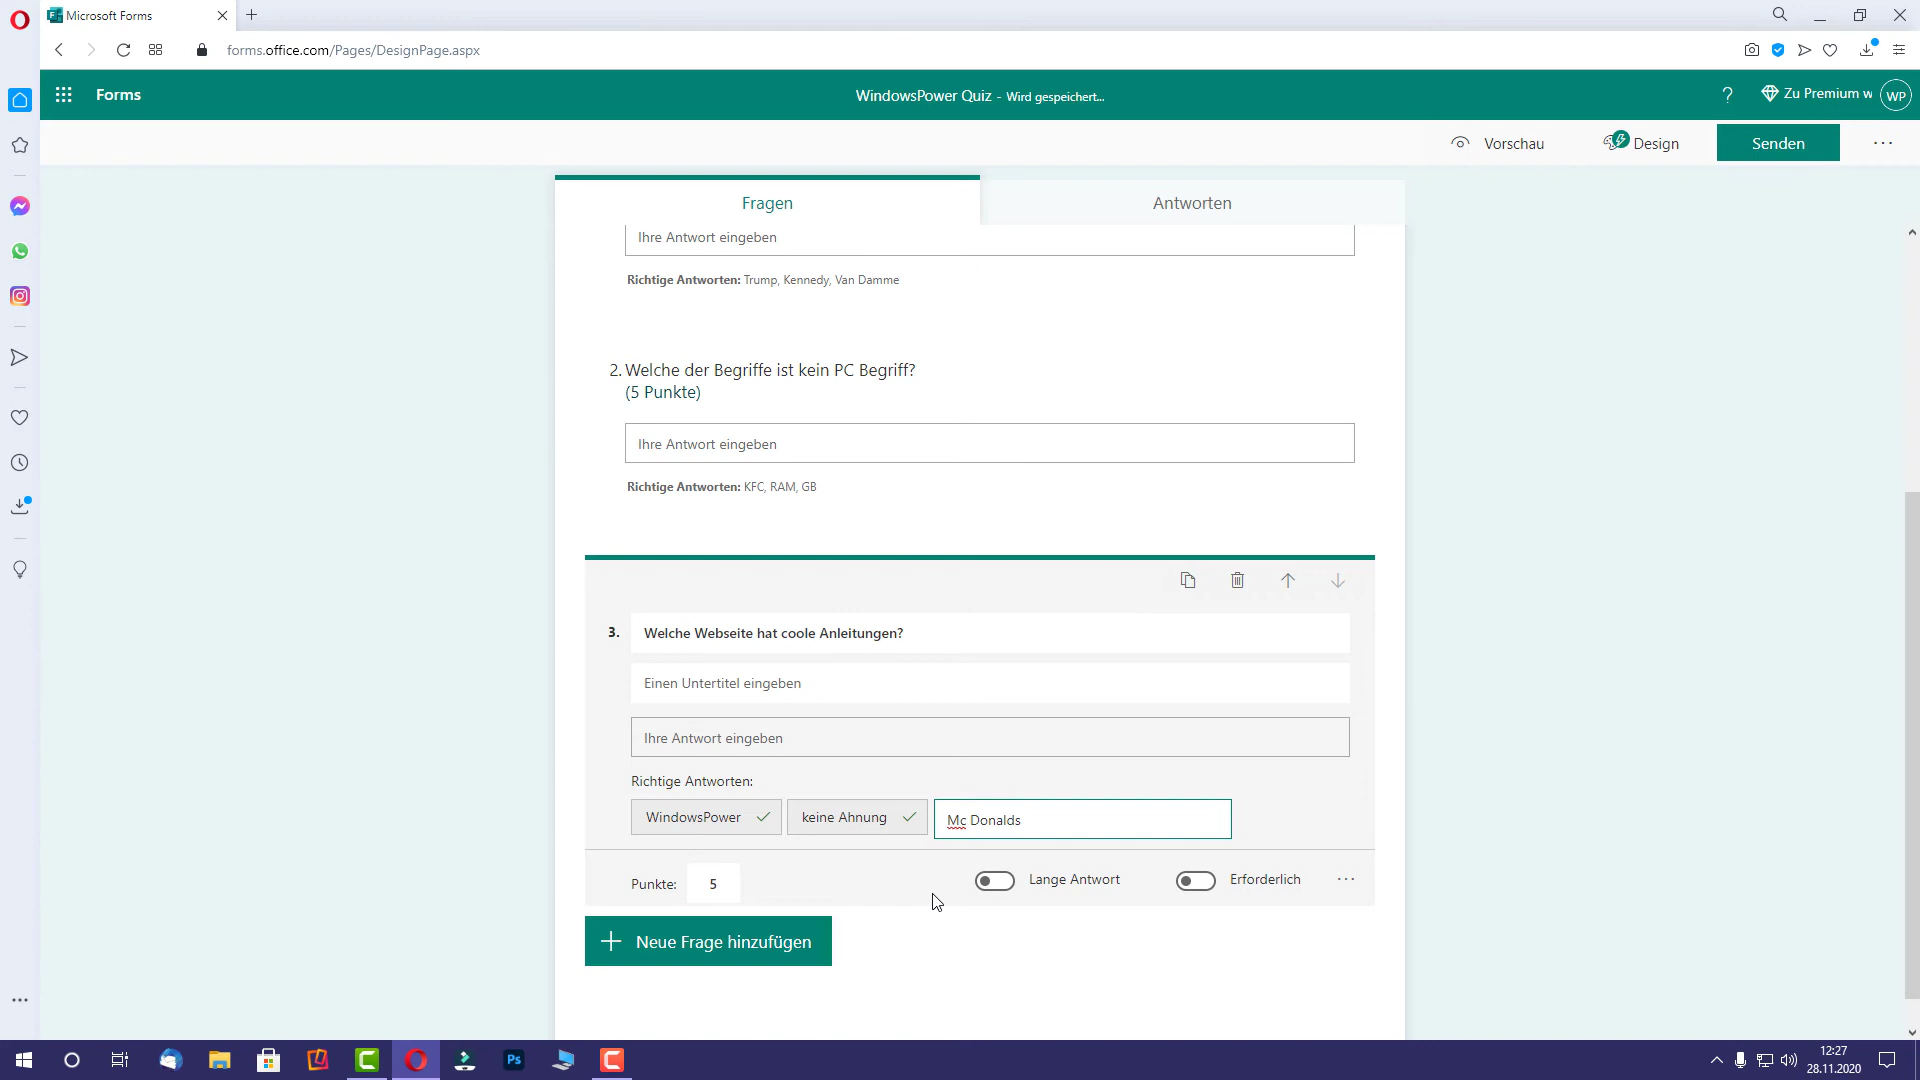 Microsoft Forms
forms.office.com/Pages/DesignPage.aspx
Forms
WindowsPower Quiz - Wird gespeichert...
?
Zu Premium w
WP
Vorschau
Design
Senden
Fragen
Antworten
Ihre Antwort eingeben
Richtige Antworten: Trump, Kennedy, Van Damme
2. Welche der Begriffe ist kein PC Begriff?
(5 Punkte)
Ihre Antwort eingeben
Richtige Antworten: KFC, RAM, GB
3. Welche Webseite hat coole Anleitungen?
Einen Untertitel eingeben
Ihre Antwort eingeben
Richtige Antworten:
WindowsPower
keine Ahnung
Mc Donalds
Punkte: 5
Lange Antwort
Erforderlich
Neue Frage hinzufügen
Ps
12:27
28.11.2020